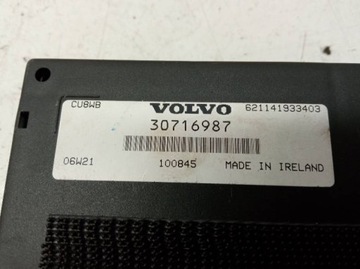 CU8WB VOLVO 621141933403
30716987
06W21 100845 MADE IN IRELAND